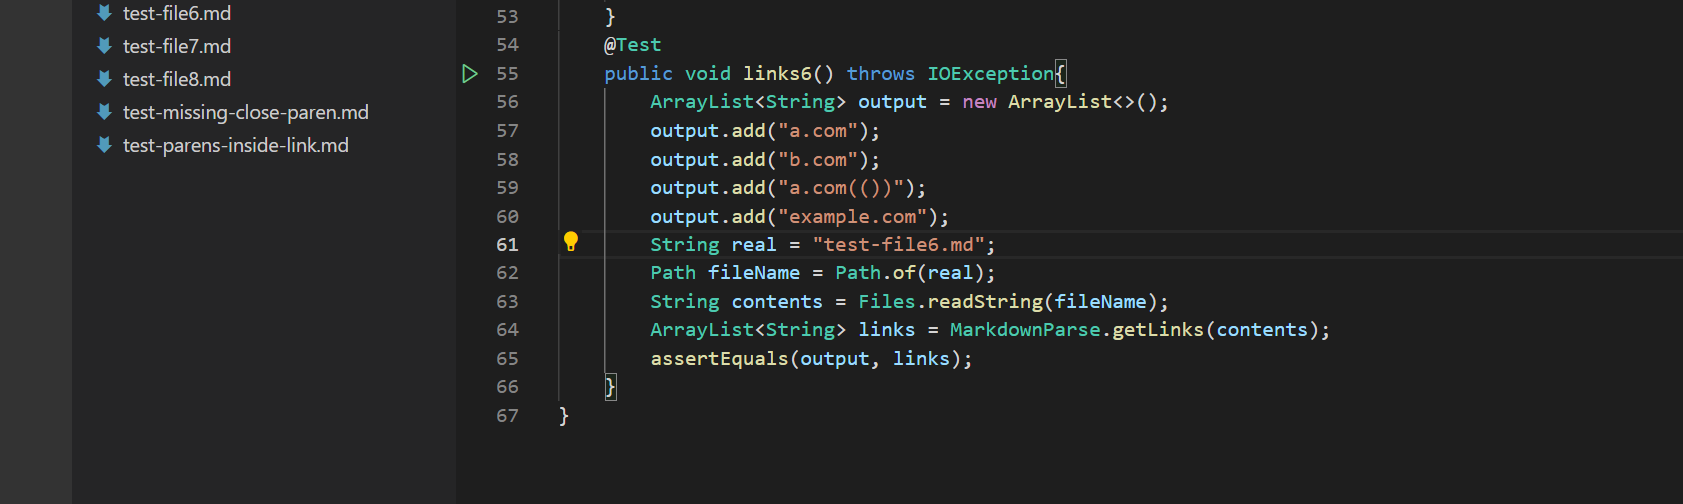 test-file6.md
test-file7.md
test-file8.md
test-missing-close-paren.md
test-parens-inside-link.md
53 }
54 @Test
55 public void links6() throws IOException{
56 ArrayList<String> output = new ArrayList<>();
57 output.add("a.com");
58 output.add("b.com");
59 output.add("a.com(())");
60 output.add("example.com");
61 String real = "test-file6.md";
62 Path fileName = Path.of(real);
63 String contents = Files.readString(fileName);
64 ArrayList<String> links = MarkdownParse.getLinks(contents);
65 assertEquals(output, links);
66 }
67 }